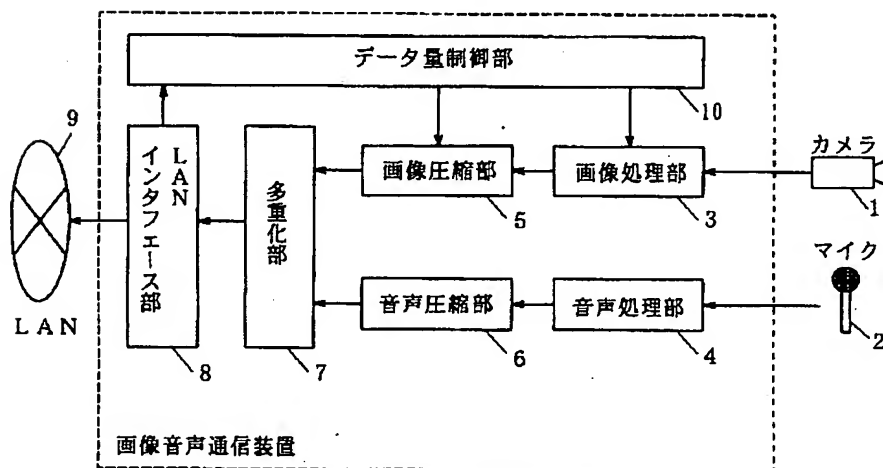 データ量制御部
10
9
LAN
インタフェース部
8
多重化部
7
画像圧縮部
5
画像処理部
3
カメラ
1
マイク
2
音声圧縮部
6
音声処理部
4
LAN
画像音声通信装置